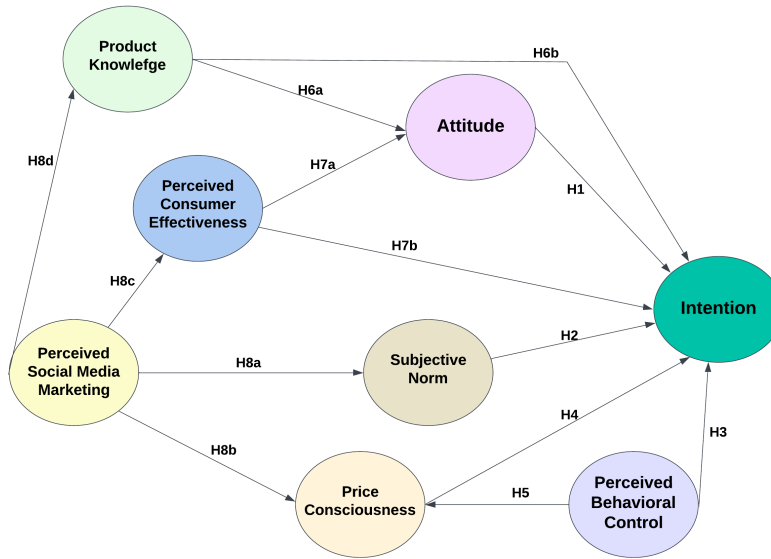 Product
Knowlefge
H6b
H6a
Attitude
H8d
H7a
Perceived
Consumer
Effectiveness
H1
H7b
H8c
Intention
Perceived
Social Media
Marketing
H8a
Subjective
Norm
H2
H4
H3
H8b
Price
Consciousness
H5
Perceived
Behavioral
Control